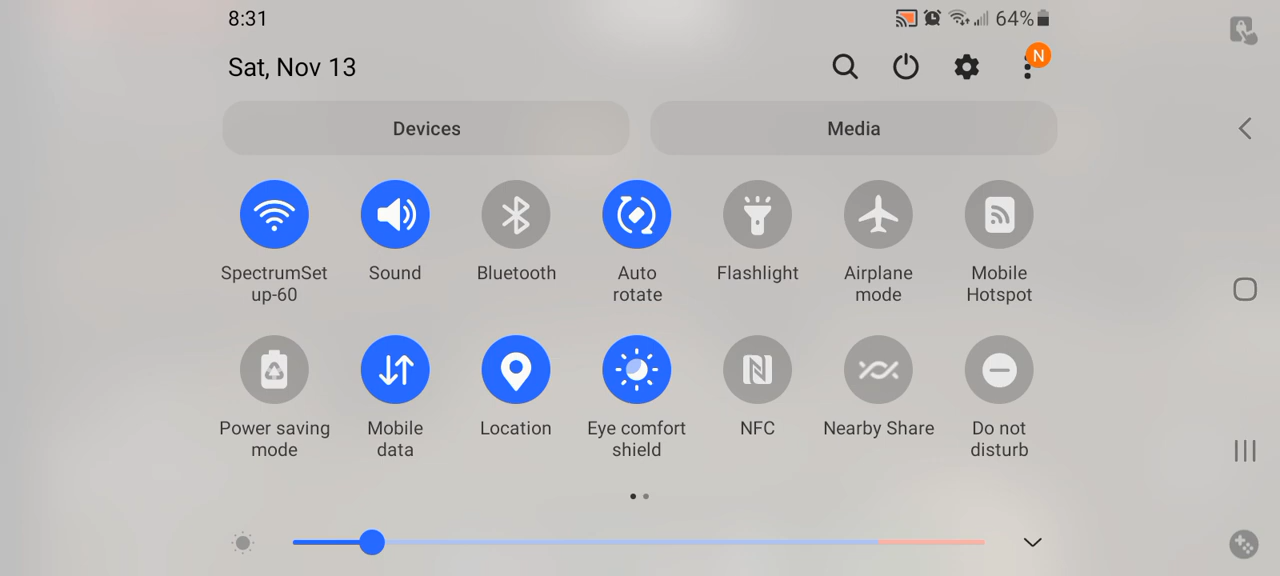 8:31
64%
Sat, Nov 13
N
Devices
Media
SpectrumSet
up-60
Sound
Bluetooth
Auto
rotate
Flashlight
Airplane
mode
Mobile
Hotspot
Power saving
mode
Mobile
data
Location
Eye comfort
shield
NFC
Nearby Share
Do not
disturb